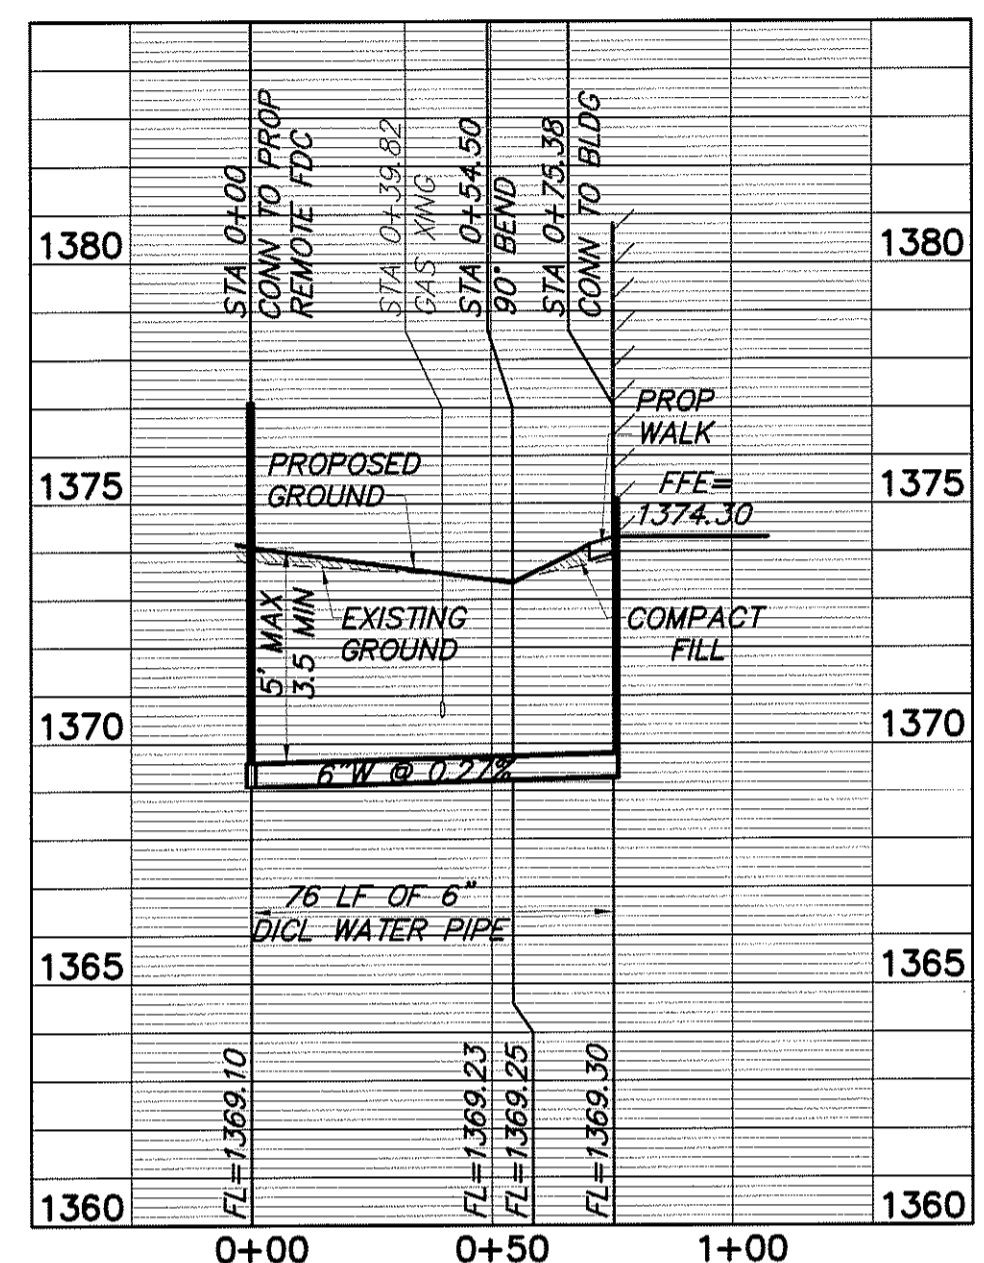 STA 0+00
CONN TO PROP
REMOTE FDC
STA 0+39.82
GAS XING
STA 0+54.50
90° BEND
STA 0+75.38
CONN TO BLDG
1380
1380
PROP
WALK
PROPOSED
GROUND
1375
FFE=
1374.30
1375
5' MAX
3.5 MIN
EXISTING
GROUND
COMPACT
FILL
1370
1370
6"W @ 0.27%
76 LF OF 6"
DICL WATER PIPE
1365
1365
FL=1369.10
FL=1369.23
FL=1369.25
FL=1369.30
1360
1360
0+00
0+50
1+00